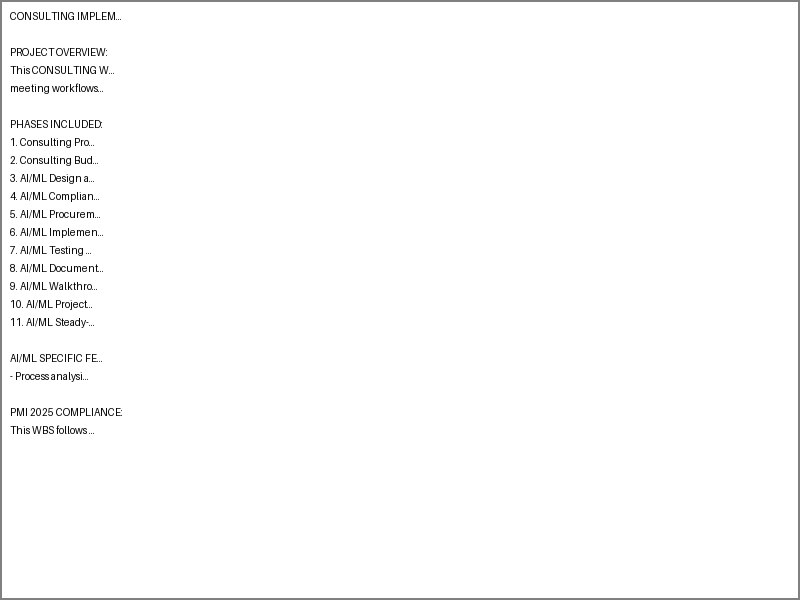 CONSULTING IMPLEM...
PROJECT OVERVIEW:
This CONSULTING W...
meeting workflows...
PHASES INCLUDED:
1. Consulting Pro...
2. Consulting Bud...
3. AI/ML Design a...
4. AI/ML Complian...
5. AI/ML Procurem...
6. AI/ML Implemen...
7. AI/ML Testing ...
8. AI/ML Document...
9. AI/ML Walkthro...
10. AI/ML Project...
11. AI/ML Steady-...
AI/ML SPECIFIC FE...
- Process analysi...
PMI 2025 COMPLIANCE:
This WBS follows ...